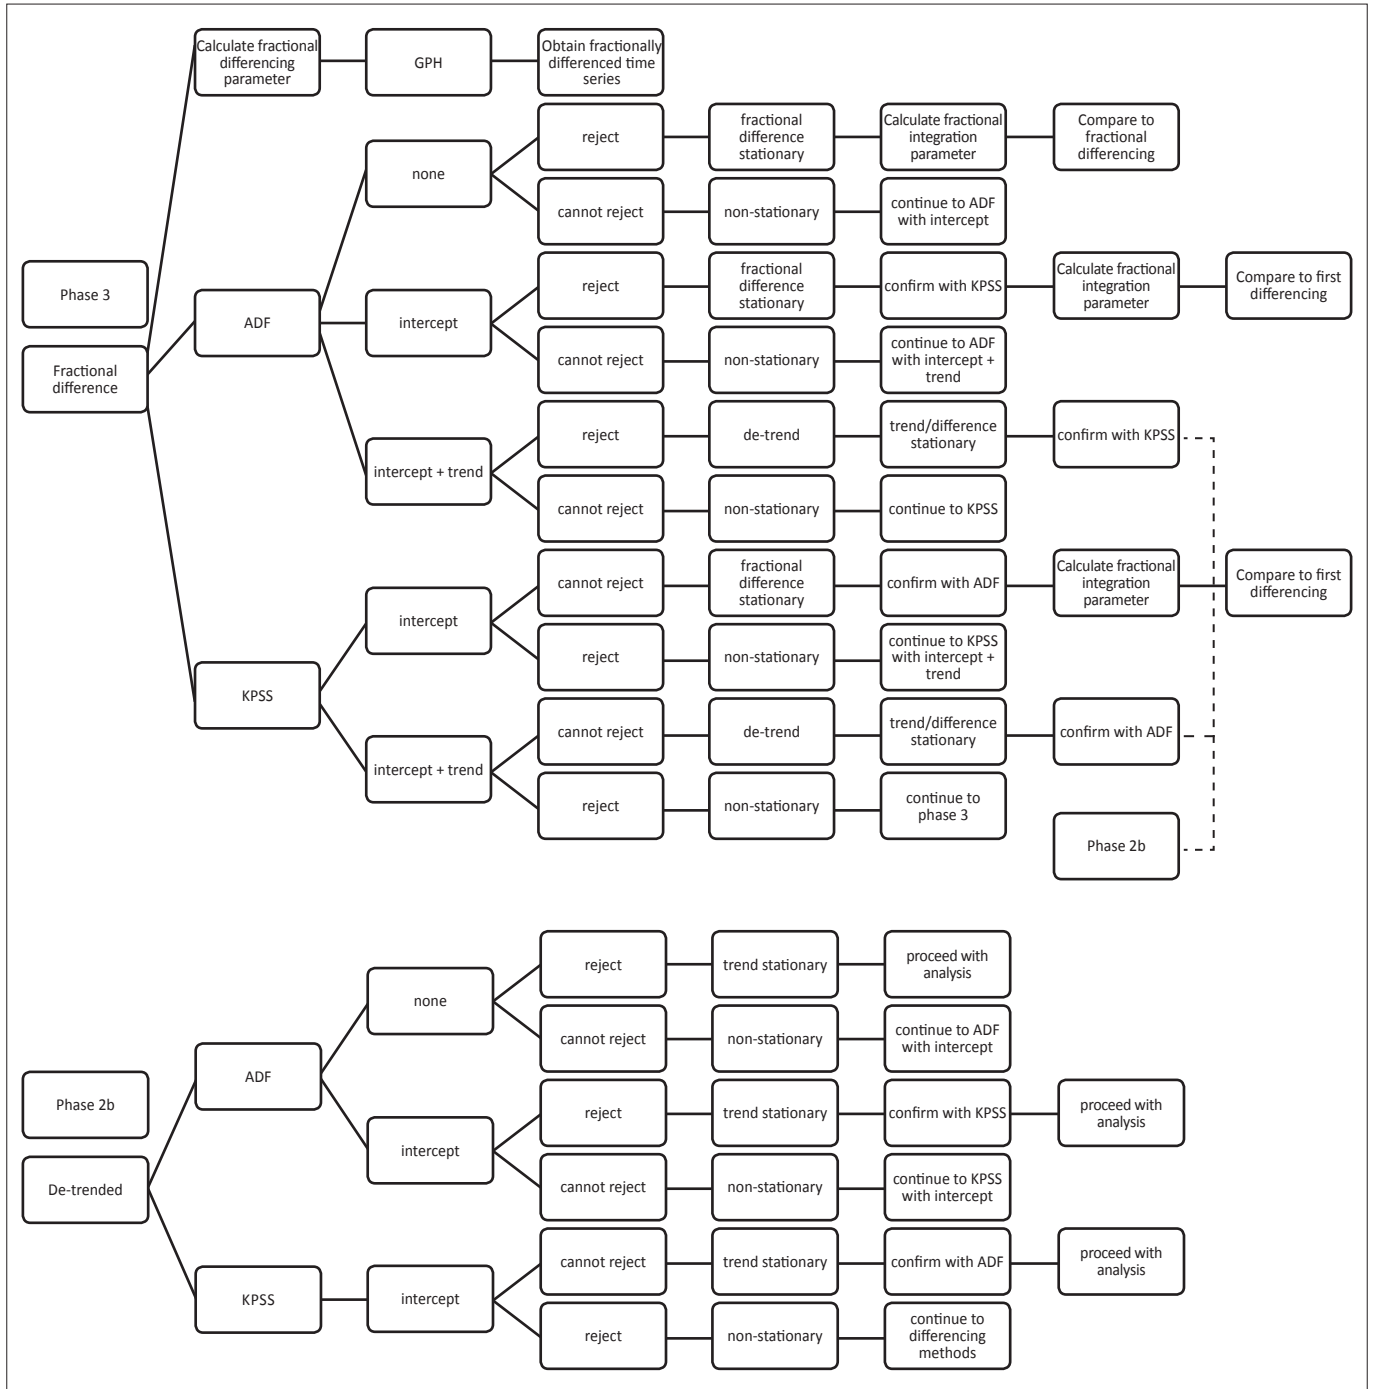 Calculate fractional
differencing
parameter
GPH
Obtain fractionally
differenced time
series
none
reject
fractional
difference
stationary
Calculate fractional
integration
parameter
Compare to
fractional
differencing
cannot reject
non-stationary
continue to ADF
with intercept
Phase 3
Fractional
difference
ADF
intercept
reject
fractional
difference
stationary
confirm with KPSS
Calculate fractional
integration
parameter
Compare to first
differencing
cannot reject
non-stationary
continue to ADF
with intercept +
trend
intercept + trend
reject
de-trend
trend/difference
stationary
confirm with KPSS
cannot reject
non-stationary
continue to KPSS
KPSS
intercept
cannot reject
fractional
difference
stationary
confirm with ADF
Calculate fractional
integration
parameter
Compare to first
differencing
reject
non-stationary
continue to KPSS
with intercept +
trend
intercept + trend
cannot reject
de-trend
trend/difference
stationary
confirm with ADF
reject
non-stationary
continue to
phase 3
Phase 2b
Phase 2b
De-trended
ADF
none
reject
trend stationary
proceed with
analysis
cannot reject
non-stationary
continue to ADF
with intercept
intercept
reject
trend stationary
confirm with KPSS
proceed with
analysis
cannot reject
non-stationary
continue to KPSS
with intercept
KPSS
intercept
cannot reject
trend stationary
confirm with ADF
proceed with
analysis
reject
non-stationary
continue to
differencing
methods